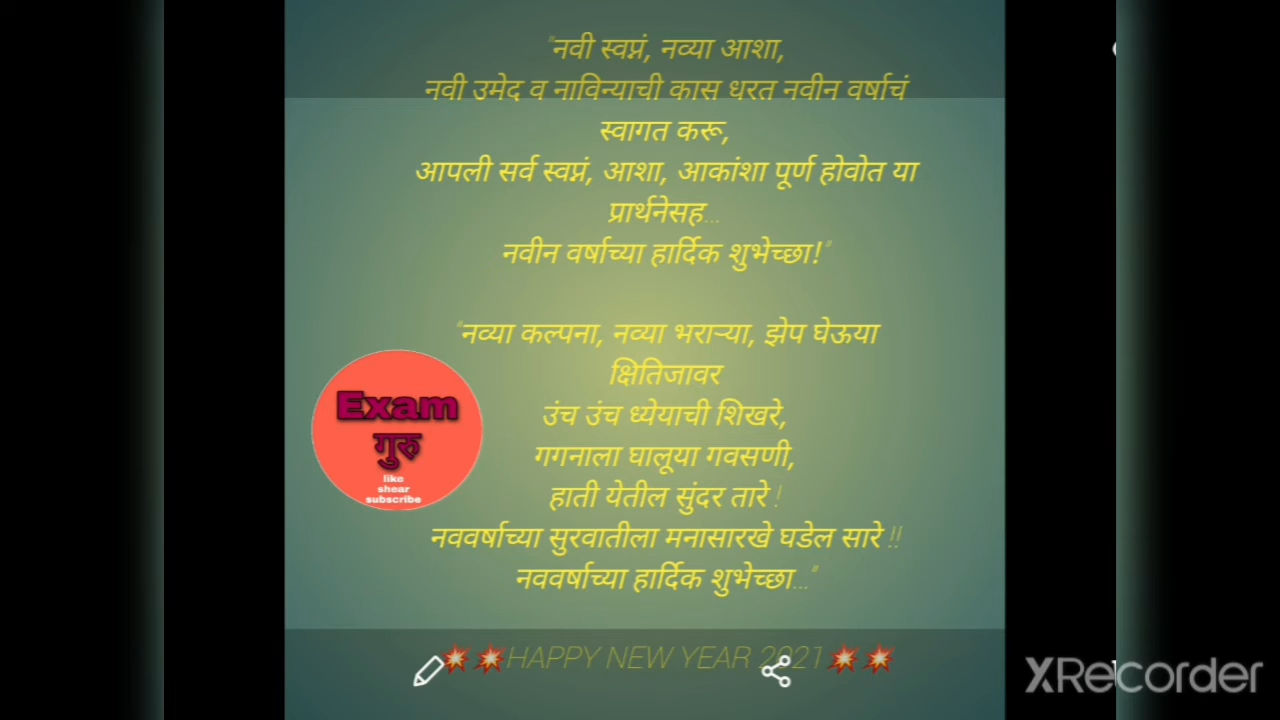 "नवी स्वप्नं, नव्या आशा,
नवी उमेद व नाविन्याची कास धरत नवीन वर्षाचं
स्वागत करू,
आपली सर्व स्वप्नं, आशा, आकांशा पूर्ण होवोत या
प्रार्थनेसह...
नवीन वर्षाच्या हार्दिक शुभेच्छा!"
"नव्या कल्पना, नव्या भराऱ्या, झेप घेऊया
क्षितिजावर
उंच उंच ध्येयाची शिखरे,
गगनाला घालूया गवसणी,
हाती येतील सुंदर तारे !
नववर्षाच्या सुरवातीला मनासारखे घडेल सारे !!
नववर्षाच्या हार्दिक शुभेच्छा..."
Exam
गुरु
like
shear
subscribe
💥💥HAPPY NEW YEAR 2021💥💥
XRecorder